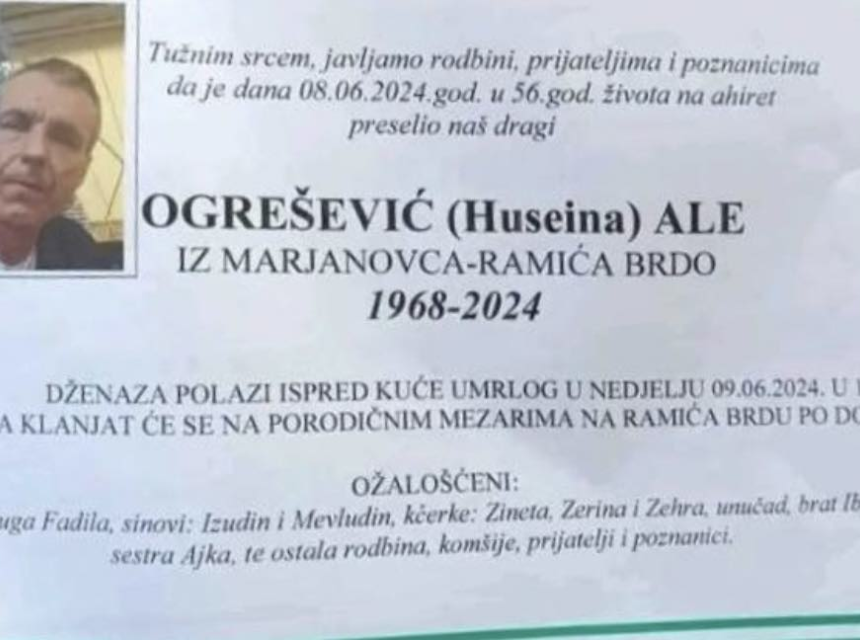 Tužnim srcem, javljamo rodbini, prijateljima i poznanicima
da je dana 08.06.2024.god. u 56.god. života na ahiret
preselio naš dragi
OGREŠEVIĆ (Huseina) ALE
IZ MARJANOVCA-RAMIĆA BRDO
1968-2024
DŽENAZA POLAZI ISPRED KUĆE UMRLOG U NEDJELJU 09.06.2024. U
A KLANJAT ĆE SE NA PORODIČNIM MEZARIMA NA RAMIĆA BRDU PO
OŽALOŠĆENI:
uga Fadila, sinovi: Izudin i Mevludin, kčerke: Zineta, Zerina i Zehra, unučad, brat
sestra Ajka, te ostala rodbina, komšije, prijatelji i poznanici.